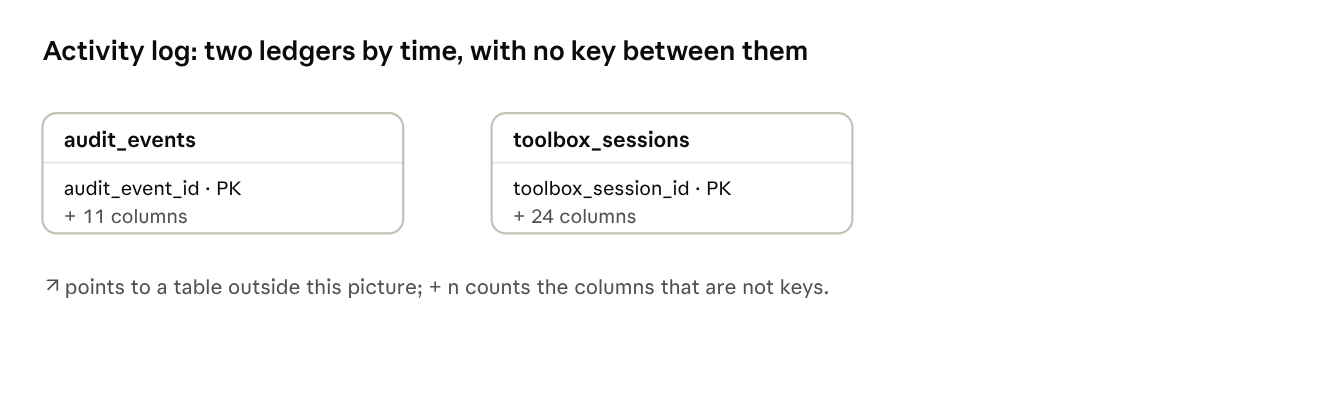 Activity log: two ledgers by time, with no key between them
audit_events
audit_event_id · PK
+ 11 columns
toolbox_sessions
toolbox_session_id · PK
+ 24 columns
↗ points to a table outside this picture; + n counts the columns that are not keys.